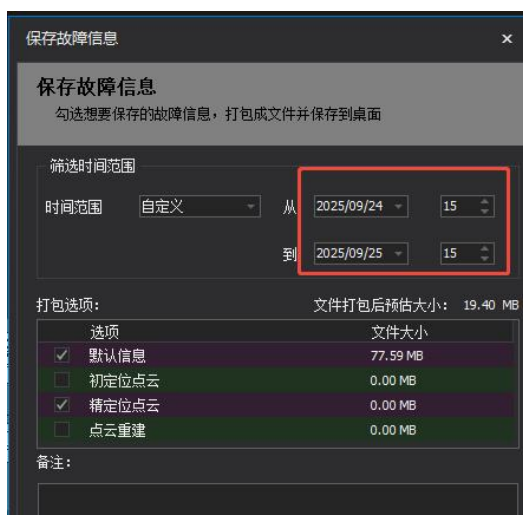 保存故障信息 ×
保存故障信息
勾选想要保存的故障信息，打包成文件并保存到桌面
筛选时间范围
时间范围 自定义 从 2025/09/24 15
到 2025/09/25 15
打包选项： 文件打包后预估大小： 19.40 MB
选项 文件大小
默认信息 77.59 MB
初定位点云 0.00 MB
精定位点云 0.00 MB
点云重建 0.00 MB
备注：